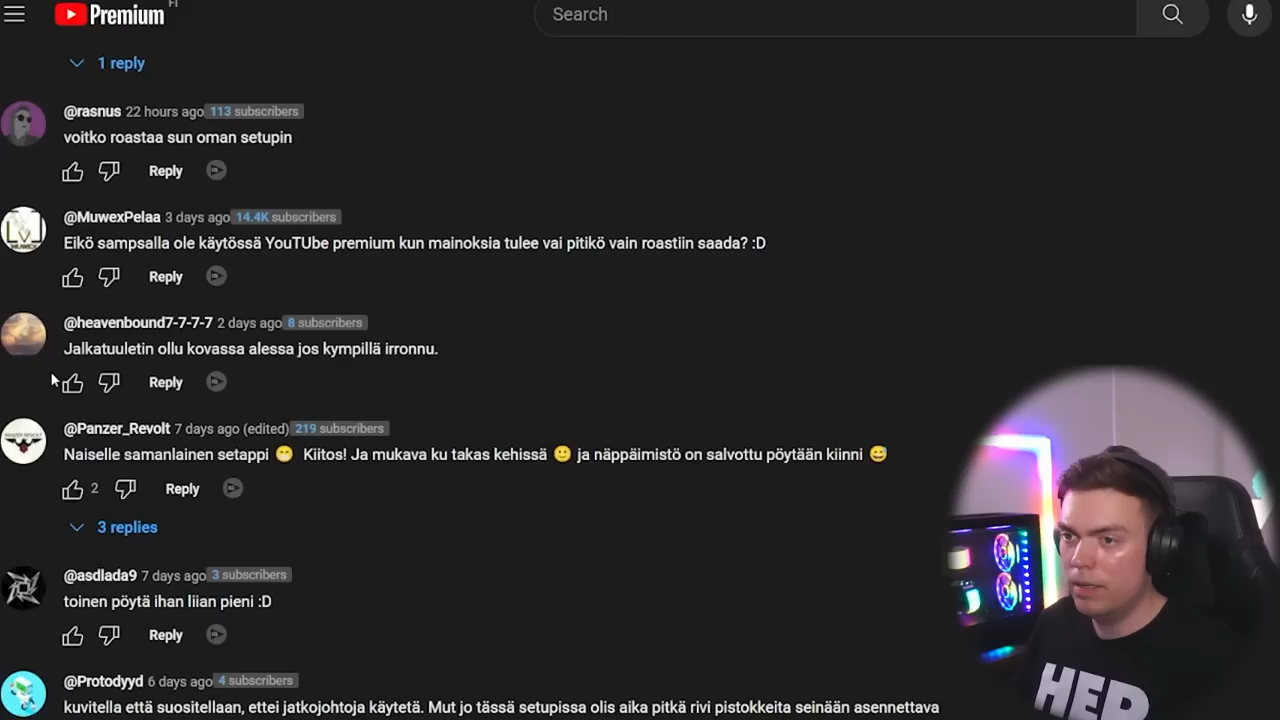 FI
Premium
Search
1 reply
@rasnus 22 hours ago 113 subscribers
voitko roastaa sun oman setupin
Reply
@MuwexPelaa 3 days ago 14.4K subscribers
Eikö sampsalla ole käytössä YouTUbe premium kun mainoksia tulee vai pitikö vain roastiin saada? :D
Reply
@heavenbound7-7-7-7 2 days ago 8 subscribers
Jalkatuuletin ollu kovassa alessa jos kympillä irronnu.
Reply
@Panzer_Revolt 7 days ago (edited) 219 subscribers
Naiselle samanlainen setappi 😁 Kiitos! Ja mukava ku takas kehissä 🙂 ja näppäimistö on salvottu pöytään kiinni 😅
2 Reply
3 replies
@asdlada9 7 days ago 3 subscribers
toinen pöytä ihan liian pieni :D
Reply
@Protodyyd 6 days ago 4 subscribers
kuvitella että suositellaan, ettei jatkojohtoja käytetä. Mut jo tässä setupissa olis aika pitkä rivi pistokkeita seinään asennettava
HER